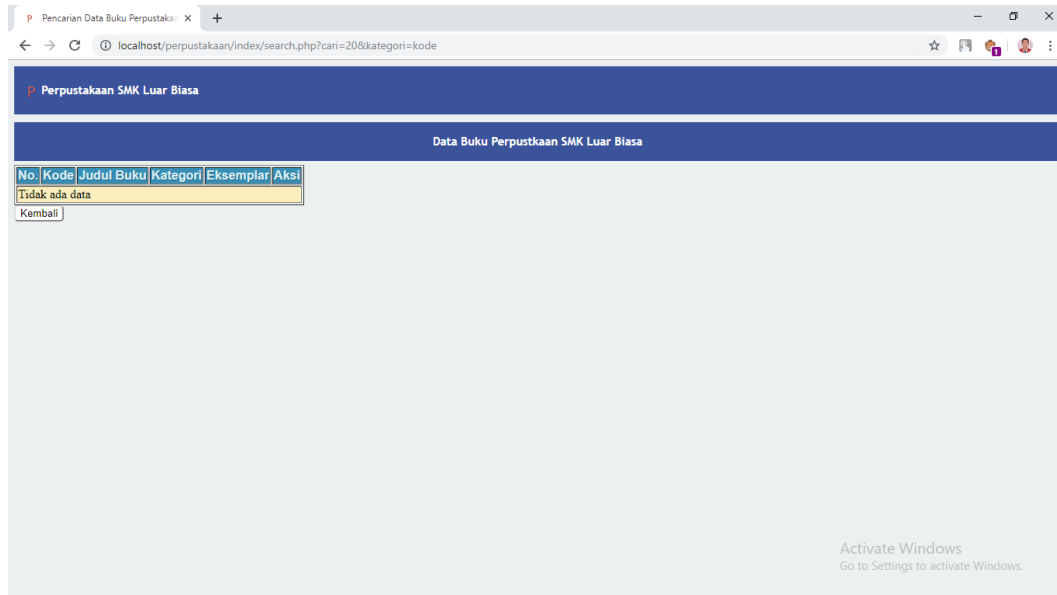 P Pencarian Data Buku Perpustaka
localhost/perpustakaan/index/search.php?cari=20&kategori=kode
1
P Perpustakaan SMK Luar Biasa
Data Buku Perpustkaan SMK Luar Biasa
No. Kode Judul Buku Kategori Eksemplar Aksi
Tidak ada data
Kembali
Activate Windows
Go to Settings to activate Windows.